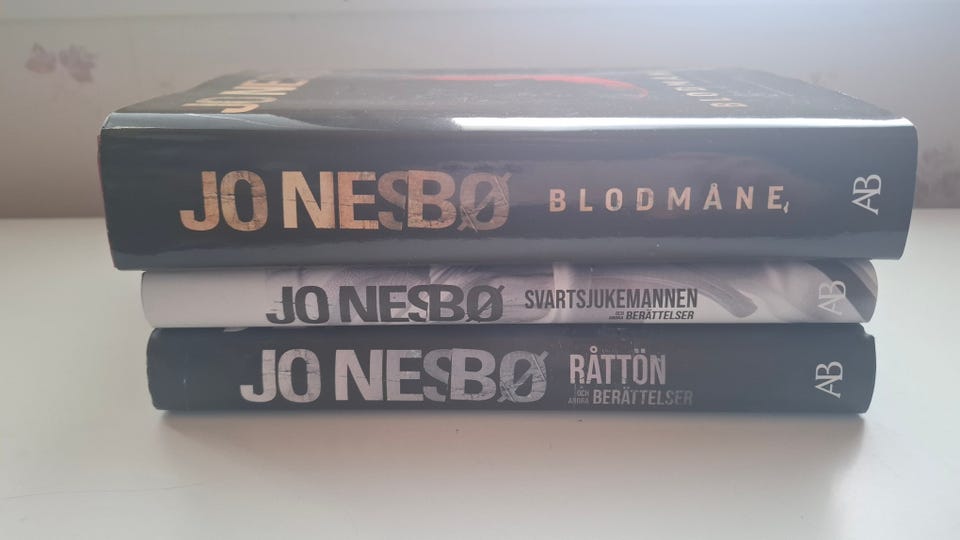 JO NESBØ BLODMÅNE AB
JO NESBØ SVARTSJUKEMANNEN AB
OCH ANDRA BERÄTTELSER
JO NESBØ RÅTTÖN AB
OCH ANDRA BERÄTTELSER